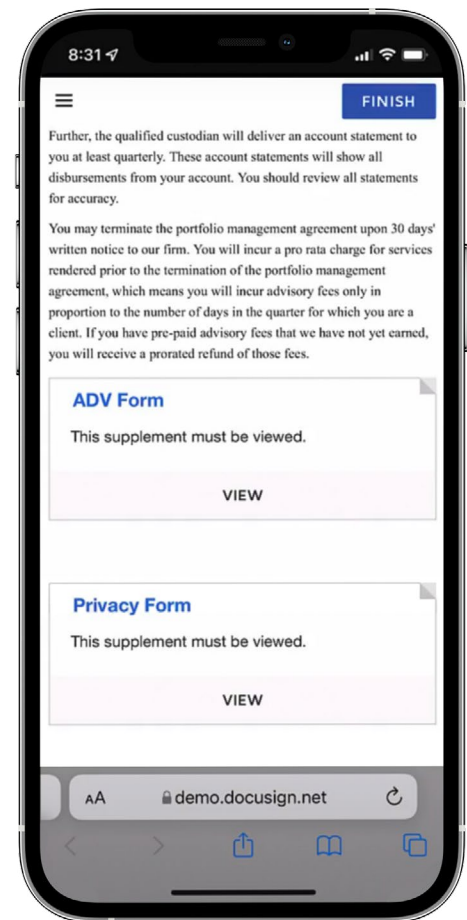 8:31
FINISH
Further, the qualified custodian will deliver an account statement to
you at least quarterly. These account statements will show all
disbursements from your account. You should review all statements
for accuracy.
You may terminate the portfolio management agreement upon 30 days'
written notice to our firm. You will incur a pro rata charge for services
rendered prior to the termination of the portfolio management
agreement, which means you will incur advisory fees only in
proportion to the number of days in the quarter for which you are a
client. If you have pre-paid advisory fees that we have not yet earned,
you will receive a prorated refund of those fees.
ADV Form
This supplement must be viewed.
VIEW
Privacy Form
This supplement must be viewed.
VIEW
AA demo.docusign.net